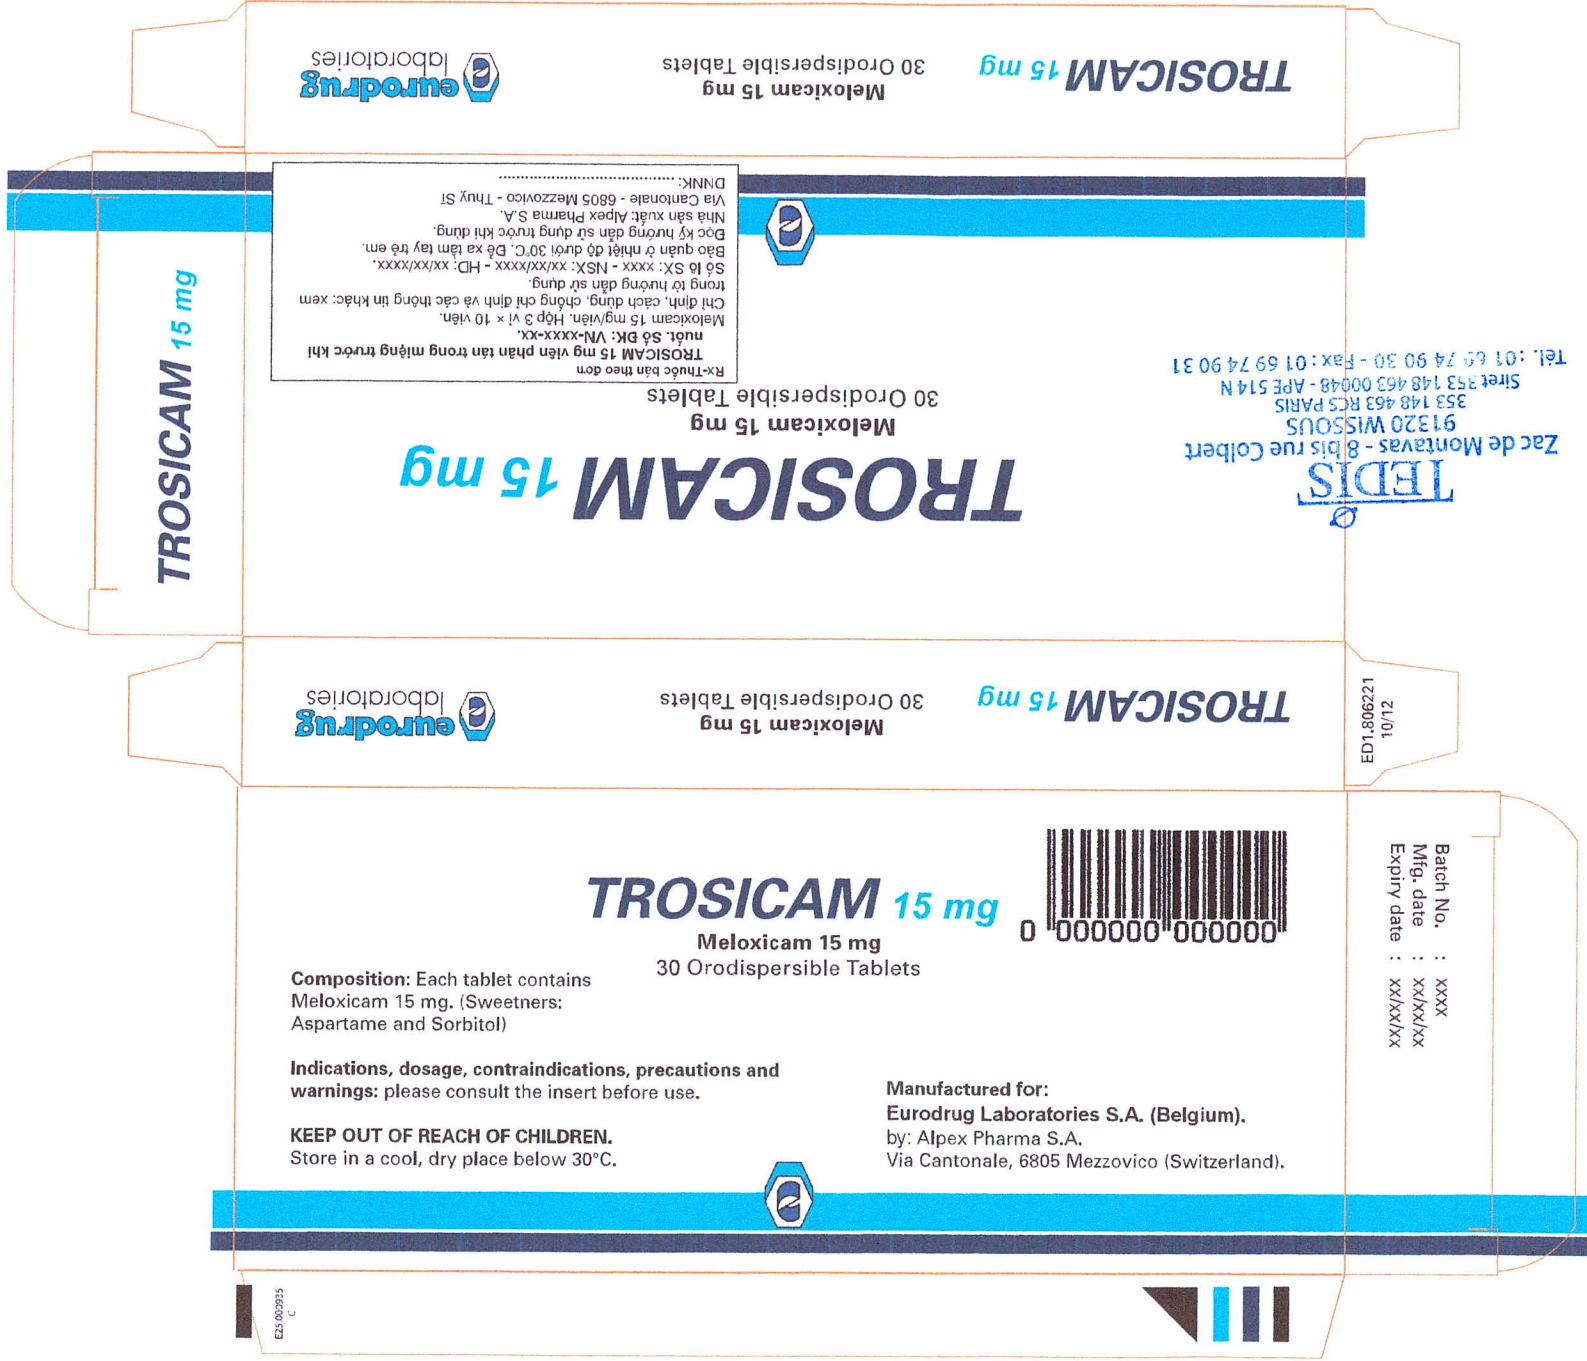 TROSICAM 15 mg
Meloxicam 15 mg
30 Orodispersible Tablets
eurodrug
laboratories
TROSICAM 15 mg
Rx-Thuốc bán theo đơn
TROSICAM 15 mg viên phân tán trong miệng trước khi
nuốt. Số ĐK: VN-xxxx-xx.
Meloxicam 15 mg/viên. Hộp 3 vỉ × 10 viên.
Chỉ định, cách dùng, chống chỉ định và các thông tin khác: xem
trong tờ hướng dẫn sử dụng.
Số lô SX: xxxx - NSX: xx/xx/xxxx - HD: xx/xx/xxxx.
Bảo quản ở nhiệt độ dưới 30°C. Để xa tầm tay trẻ em.
Đọc kỹ hướng dẫn sử dụng trước khi dùng.
Nhà sản xuất: Alpex Pharma S.A.
Via Cantonale - 6805 Mezzovico - Thuỵ Sĩ
DNNK: ........................................
TROSICAM 15 mg
Meloxicam 15 mg
30 Orodispersible Tablets
TEDIS
Zac de Montavas - 8 bis rue Colbert
91320 WISSOUS
353 148 463 RCS PARIS
Siret 353 148 463 00048 - APE 514 N
Tél. : 01 69 74 90 30 - Fax : 01 69 74 90 31
TROSICAM 15 mg
Meloxicam 15 mg
30 Orodispersible Tablets
eurodrug
laboratories
ED1.806221
10/12
TROSICAM 15 mg
Meloxicam 15 mg
30 Orodispersible Tablets
0 000000 000000
Composition: Each tablet contains
Meloxicam 15 mg. (Sweetners:
Aspartame and Sorbitol)
Indications, dosage, contraindications, precautions and
warnings: please consult the insert before use.
KEEP OUT OF REACH OF CHILDREN.
Store in a cool, dry place below 30°C.
Manufactured for:
Eurodrug Laboratories S.A. (Belgium).
by: Alpex Pharma S.A.
Via Cantonale, 6805 Mezzovico (Switzerland).
Batch No. : xxxx
Mfg. date : xx/xx/xx
Expiry date : xx/xx/xx
E25.000935
C